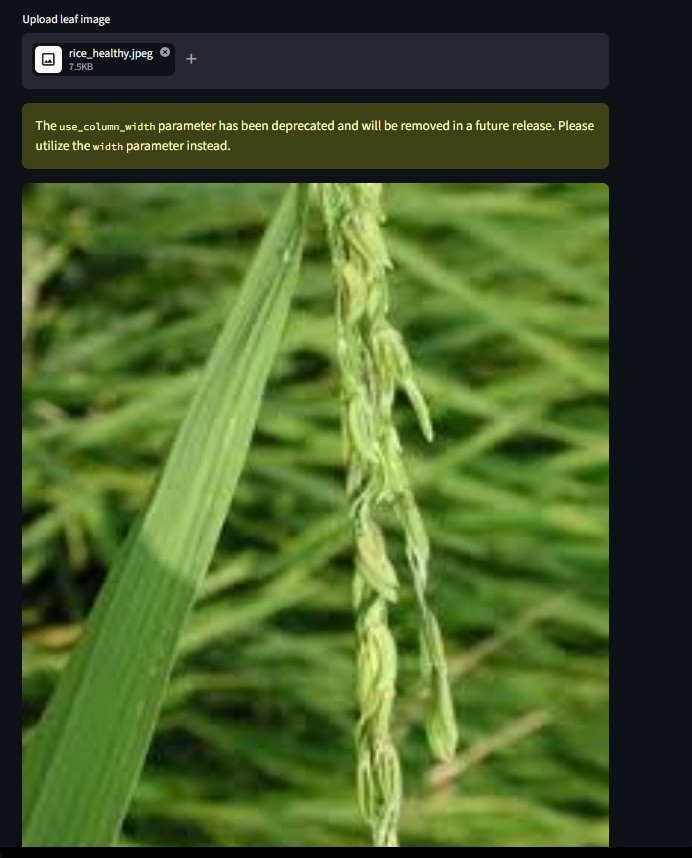 Upload leaf image
rice_healthy.jpeg
7.5KB
The use_column_width parameter has been deprecated and will be removed in a future release. Please
utilize the width parameter instead.